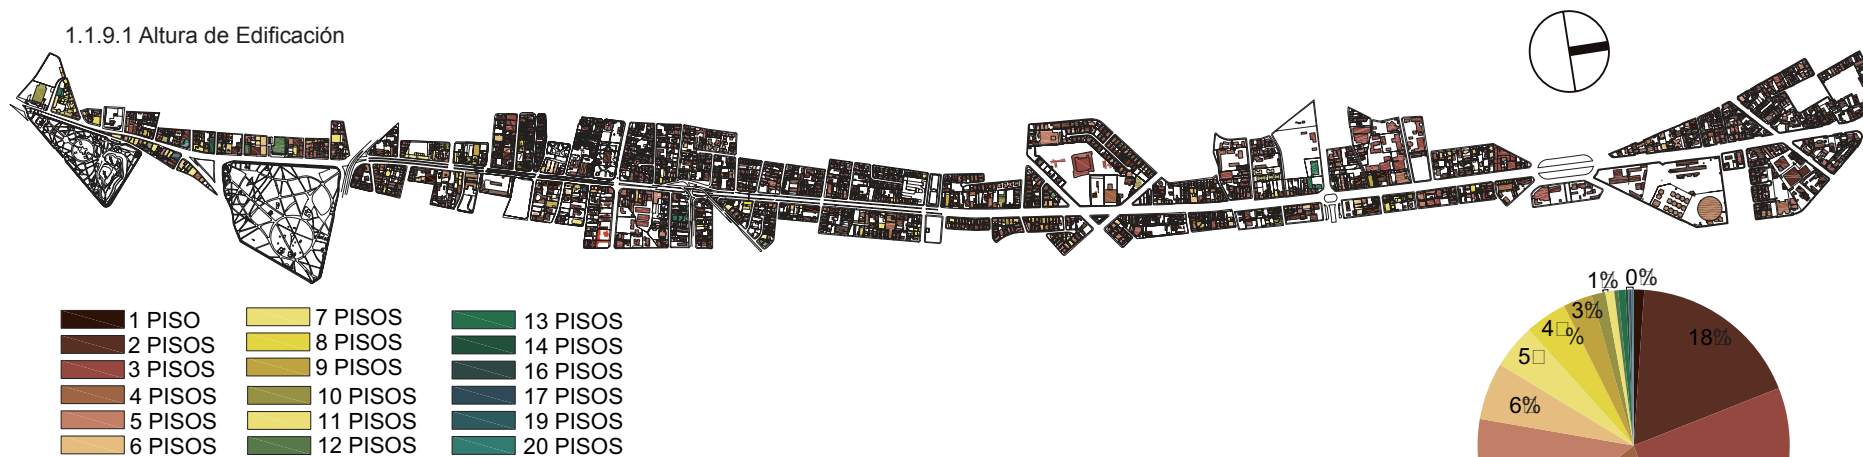 1.1.9.1 Altura de Edificación
1 PISO
2 PISOS
3 PISOS
4 PISOS
5 PISOS
6 PISOS
7 PISOS
8 PISOS
9 PISOS
10 PISOS
11 PISOS
12 PISOS
13 PISOS
14 PISOS
16 PISOS
17 PISOS
19 PISOS
20 PISOS
1% 0%
3%
4□%
18%
5□
6%